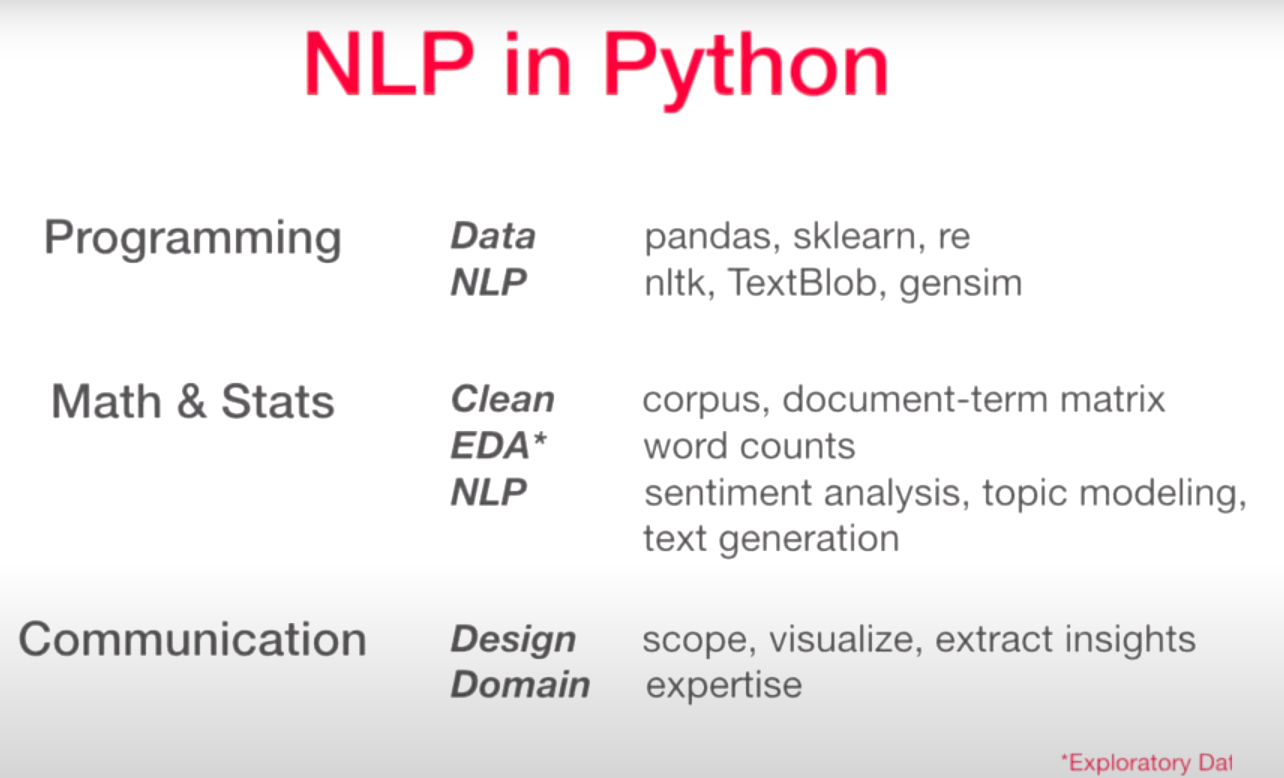 NLP in Python
Programming Data pandas, sklearn, re
NLP nltk, TextBlob, gensim
Math & Stats Clean corpus, document-term matrix
EDA* word counts
NLP sentiment analysis, topic modeling,
text generation
Communication Design scope, visualize, extract insights
Domain expertise
*Exploratory Dat